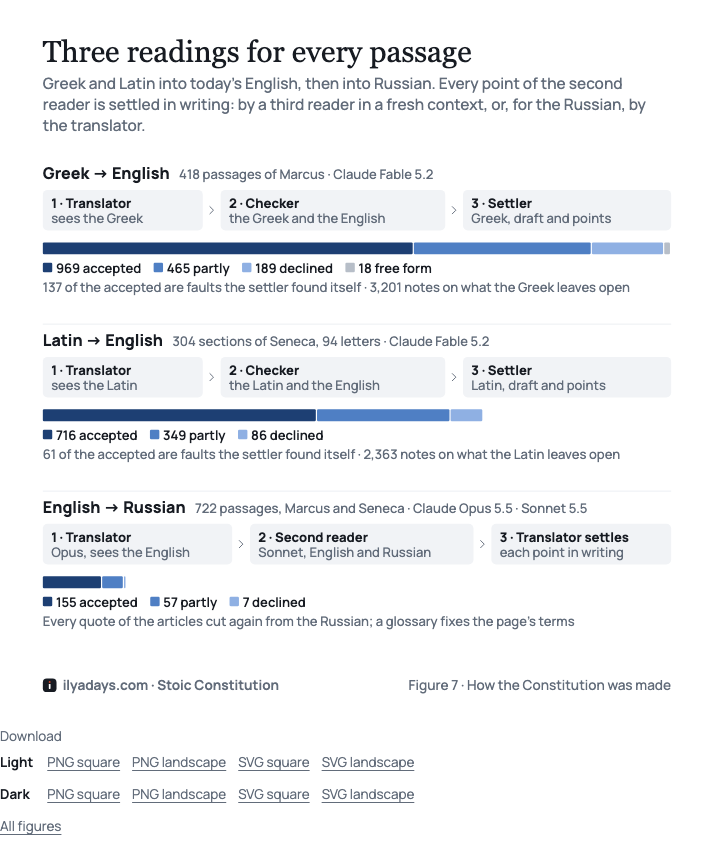 Three readings for every passage
Greek and Latin into today's English, then into Russian. Every point of the second
reader is settled in writing: by a third reader in a fresh context, or, for the Russian, by
the translator.
Greek → English 418 passages of Marcus · Claude Fable 5.2
1 · Translator
sees the Greek
2 · Checker
the Greek and the English
3 · Settler
Greek, draft and points
969 accepted 465 partly 189 declined 18 free form
137 of the accepted are faults the settler found itself · 3,201 notes on what the Greek leaves open
Latin → English 304 sections of Seneca, 94 letters · Claude Fable 5.2
1 · Translator
sees the Latin
2 · Checker
the Latin and the English
3 · Settler
Latin, draft and points
716 accepted 349 partly 86 declined
61 of the accepted are faults the settler found itself · 2,363 notes on what the Latin leaves open
English → Russian 722 passages, Marcus and Seneca · Claude Opus 5.5 · Sonnet 5.5
1 · Translator
Opus, sees the English
2 · Second reader
Sonnet, English and Russian
3 · Translator settles
each point in writing
155 accepted 57 partly 7 declined
Every quote of the articles cut again from the Russian; a glossary fixes the page's terms
i ilyadays.com · Stoic Constitution
Figure 7 · How the Constitution was made
Download
Light PNG square PNG landscape SVG square SVG landscape
Dark PNG square PNG landscape SVG square SVG landscape
All figures